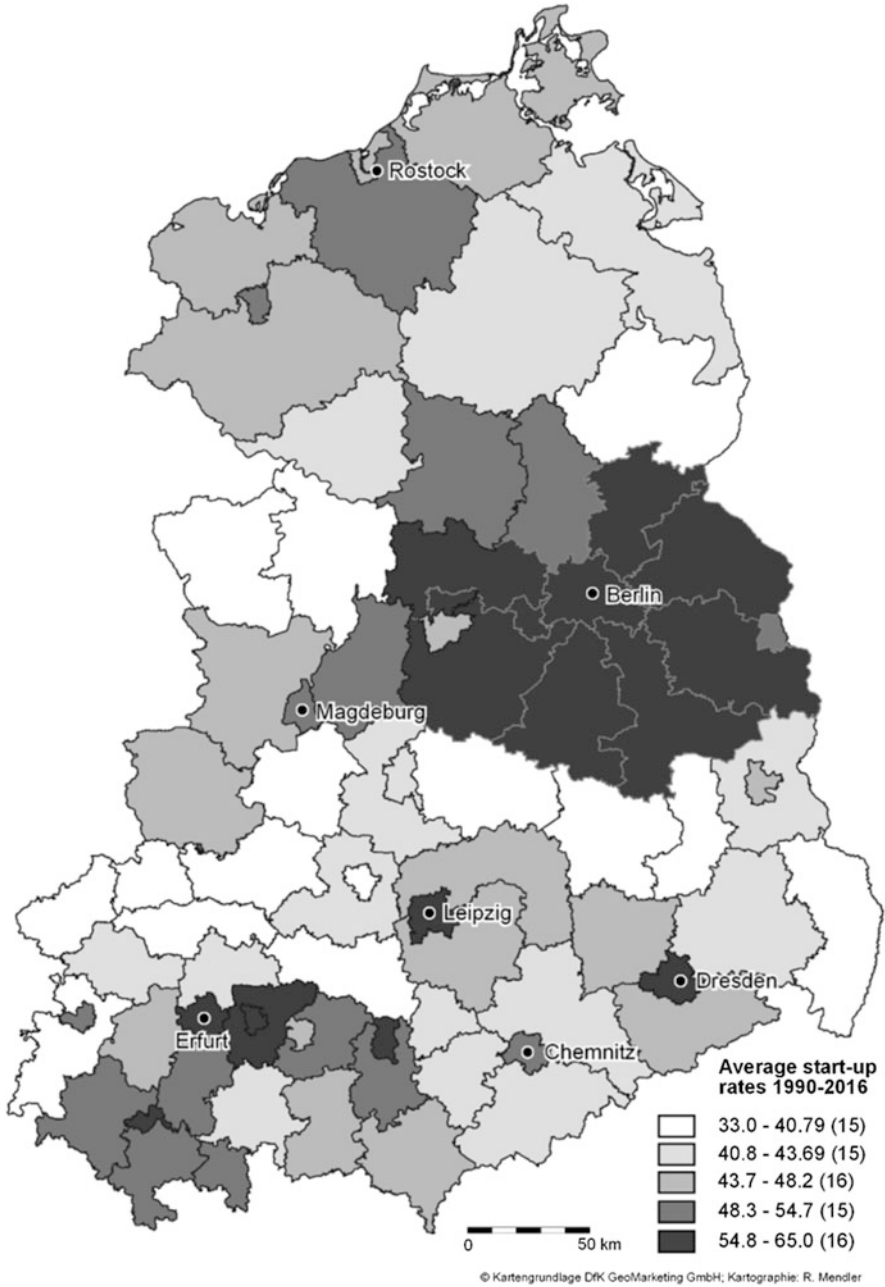 Rostock
Berlin
Magdeburg
Leipzig
Dresden
Erfurt
Chemnitz
Average start-up
rates 1990-2016
33.0 - 40.79 (15)
40.8 - 43.69 (15)
43.7 - 48.2 (16)
48.3 - 54.7 (15)
54.8 - 65.0 (16)
0 50 km
© Kartengrundlage DfK GeoMarketing GmbH; Kartographie: R. Mendler